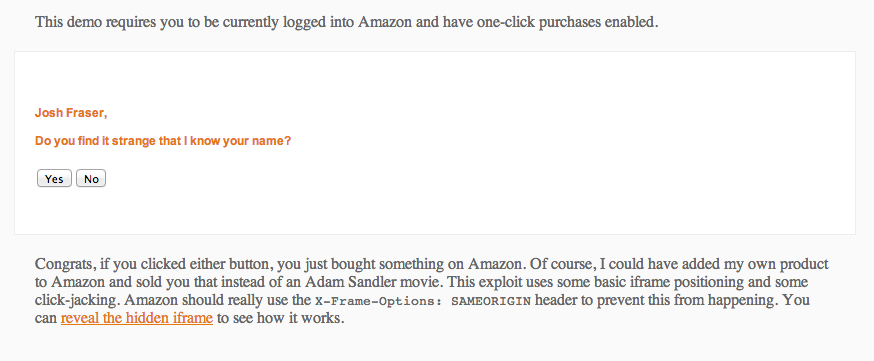 This demo requires you to be currently logged into Amazon and have one-click purchases enabled.
Josh Fraser,
Do you find it strange that I know your name?
Yes No
Congrats, if you clicked either button, you just bought something on Amazon. Of course, I could have added my own product
to Amazon and sold you that instead of an Adam Sandler movie. This exploit uses some basic iframe positioning and some
click-jacking. Amazon should really use the X-Frame-Options: SAMEORIGIN header to prevent this from happening. You
can reveal the hidden iframe to see how it works.